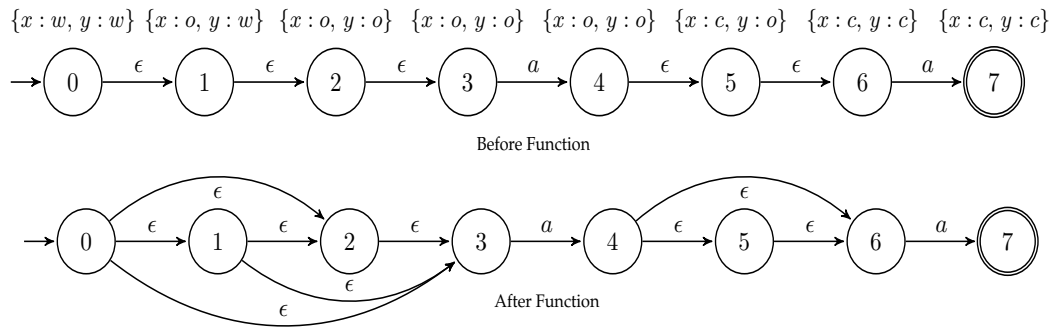 {x : w, y : w} {x : o, y : w} {x : o, y : o} {x : o, y : o} {x : o, y : o} {x : c, y : o} {x : c, y : c} {x : c, y : c}
0 ϵ 1 ϵ 2 ϵ 3 a 4 ϵ 5 ϵ 6 a 7
Before Function
ϵ ϵ
0 ϵ 1 ϵ 2 ϵ 3 a 4 ϵ 5 ϵ 6 a 7
ϵ
ϵ
After Function